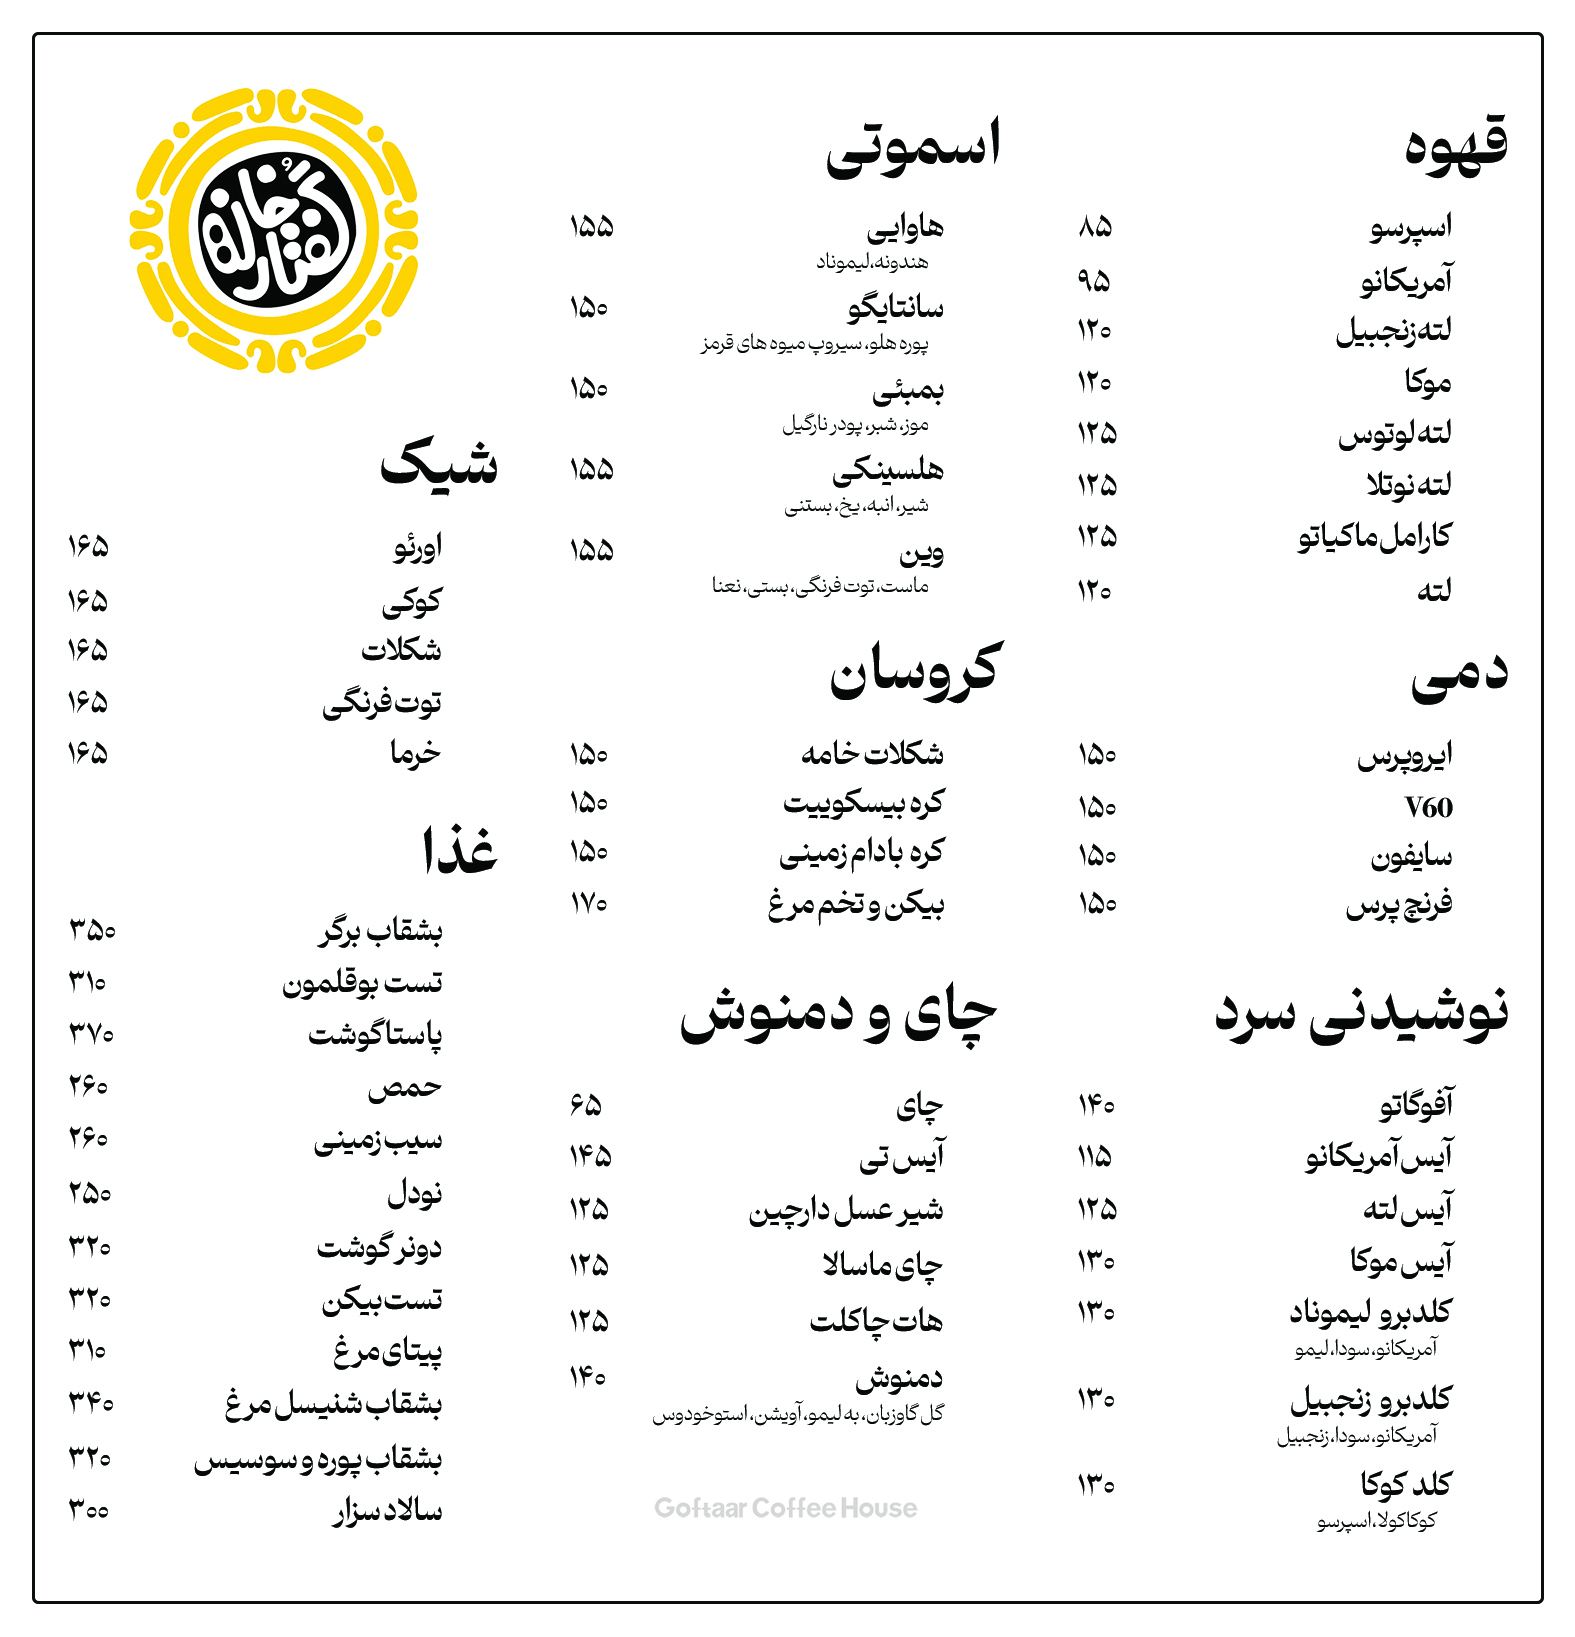 قهوه
اسپرسو ۸۵
آمریکانو ۹۵
لته زنجبیل ۱۲۰
موکا ۱۲۰
لته لوتوس ۱۲۵
لته نوتلا ۱۲۵
کارامل ماکیاتو ۱۲۵
لته ۱۲۰
دمی
ایروپرس ۱۵۰
V60 ۱۵۰
سایفون ۱۵۰
فرنچ پرس ۱۵۰
نوشیدنی سرد
آفوگاتو ۱۴۰
آیس آمریکانو ۱۱۵
آیس لته ۱۲۵
آیس موکا ۱۳۰
کلدبرو لیموناد ۱۳۰
آمریکانو،سودا،لیمو
کلدبرو زنجبیل ۱۳۰
آمریکانو،سودا،زنجبیل
کلد کوکا ۱۳۰
کوکاکولا،اسپرسو
اسموتی
هاوایی ۱۵۵
هندونه،لیموناد
سانتایگو ۱۵۰
پوره هلو، سیروپ میوه های قرمز
بمبئی ۱۵۰
موز، شبر، پودر نارگیل
هلسینکی ۱۵۵
شیر، انبه، یخ، بستنی
وین ۱۵۵
ماست، توت فرنگی، بستی، نعنا
کروسان
شکلات خامه ۱۵۰
کره بیسکوییت ۱۵۰
کره بادام زمینی ۱۵۰
بیکن و تخم مرغ ۱۷۰
چای و دمنوش
چای ۶۵
آیس تی ۱۴۵
شیر عسل دارچین ۱۲۵
چای ماسالا ۱۲۵
هات چاکلت ۱۲۵
دمنوش ۱۴۰
گل گاوزبان، به لیمو، آویشن، استوخودوس
Goftaar Coffee House
گُفتارخانه
شیک
اورئو ۱۶۵
کوکی ۱۶۵
شکلات ۱۶۵
توت فرنگی ۱۶۵
خرما ۱۶۵
غذا
بشقاب برگر ۳۵۰
تست بوقلمون ۳۱۰
پاستا گوشت ۳۷۰
حمص ۲۶۰
سیب زمینی ۲۶۰
نودل ۲۵۰
دونر گوشت ۳۲۰
تست بیکن ۳۲۰
پیتای مرغ ۳۱۰
بشقاب شنیسل مرغ ۳۴۰
بشقاب پوره و سوسیس ۳۲۰
سالاد سزار ۳۰۰